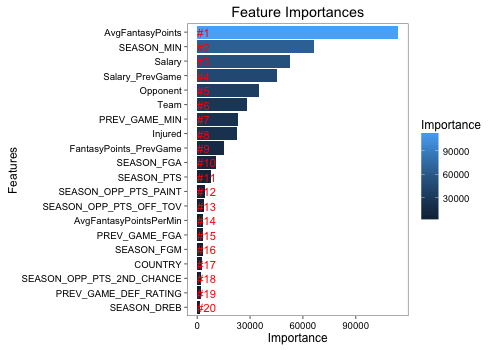 Feature Importances
Features
AvgFantasyPoints #1
SEASON_MIN #2
Salary #3
Salary_PrevGame #4
Opponent #5
Team #6
PREV_GAME_MIN #7
Injured #8
FantasyPoints_PrevGame #9
SEASON_FGA #10
SEASON_PTS #11
SEASON_OPP_PTS_PAINT #12
SEASON_OPP_PTS_OFF_TOV #13
AvgFantasyPointsPerMin #14
PREV_GAME_FGA #15
SEASON_FGM #16
COUNTRY #17
SEASON_OPP_PTS_2ND_CHANCE #18
PREV_GAME_DEF_RATING #19
SEASON_DREB #20
0 30000 60000 90000
Importance
Importance
90000
60000
30000